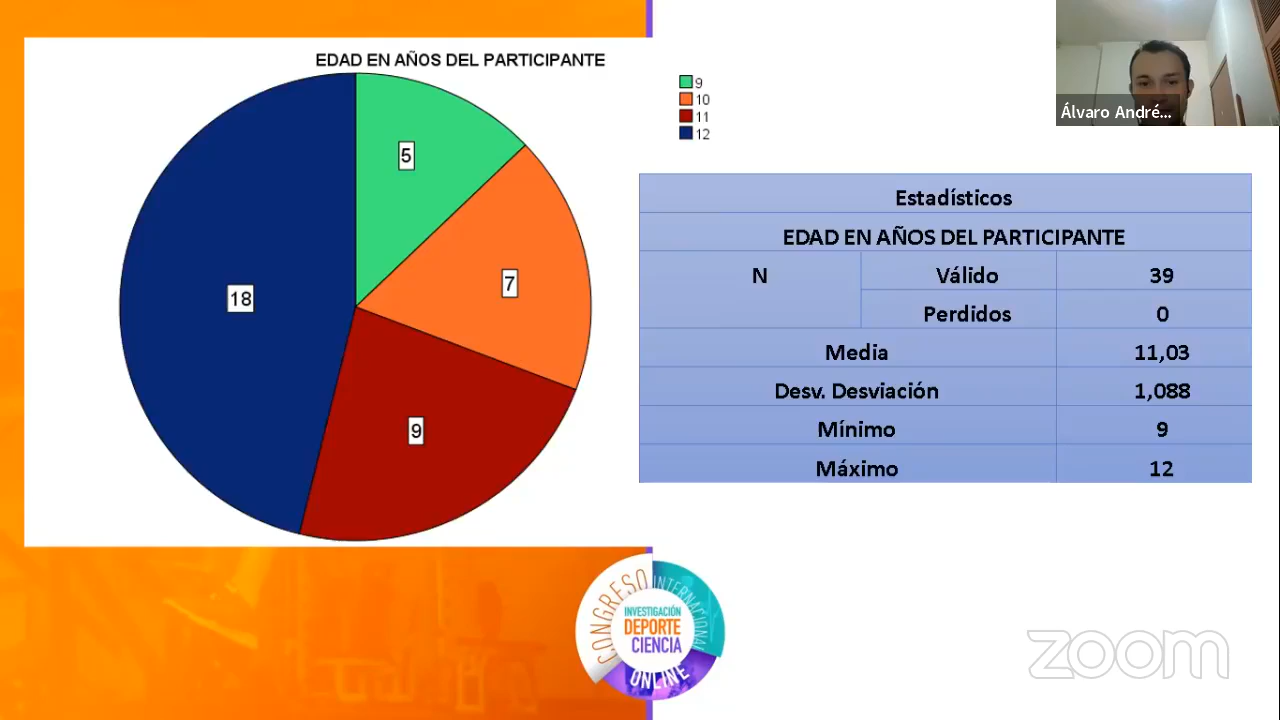 EDAD EN AÑOS DEL PARTICIPANTE
9
10
11
12
5
7
9
18
Álvaro André...
Estadísticos
EDAD EN AÑOS DEL PARTICIPANTE
N Válido 39
Perdidos 0
Media 11,03
Desv. Desviación 1,088
Mínimo 9
Máximo 12
CONGRESO INTERNACIONAL
INVESTIGACIÓN
DEPORTE
CIENCIA
ONLINE
zoom